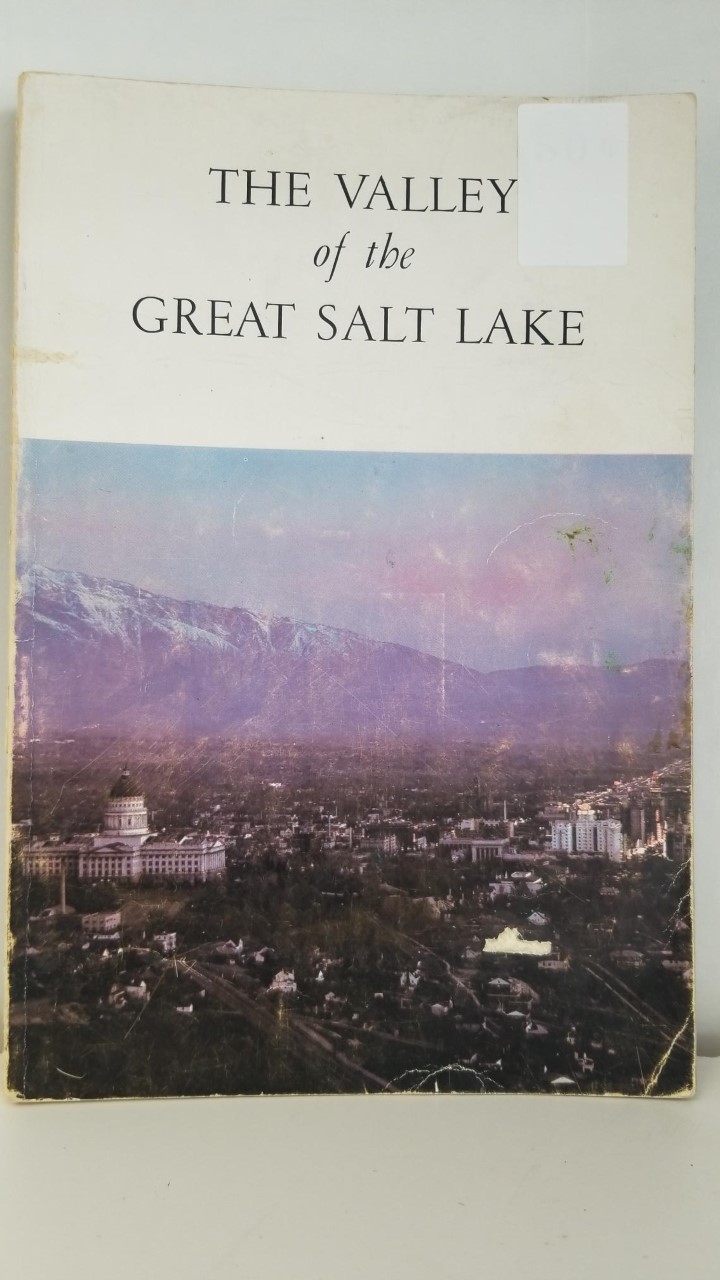 THE VALLEY
of the
GREAT SALT LAKE